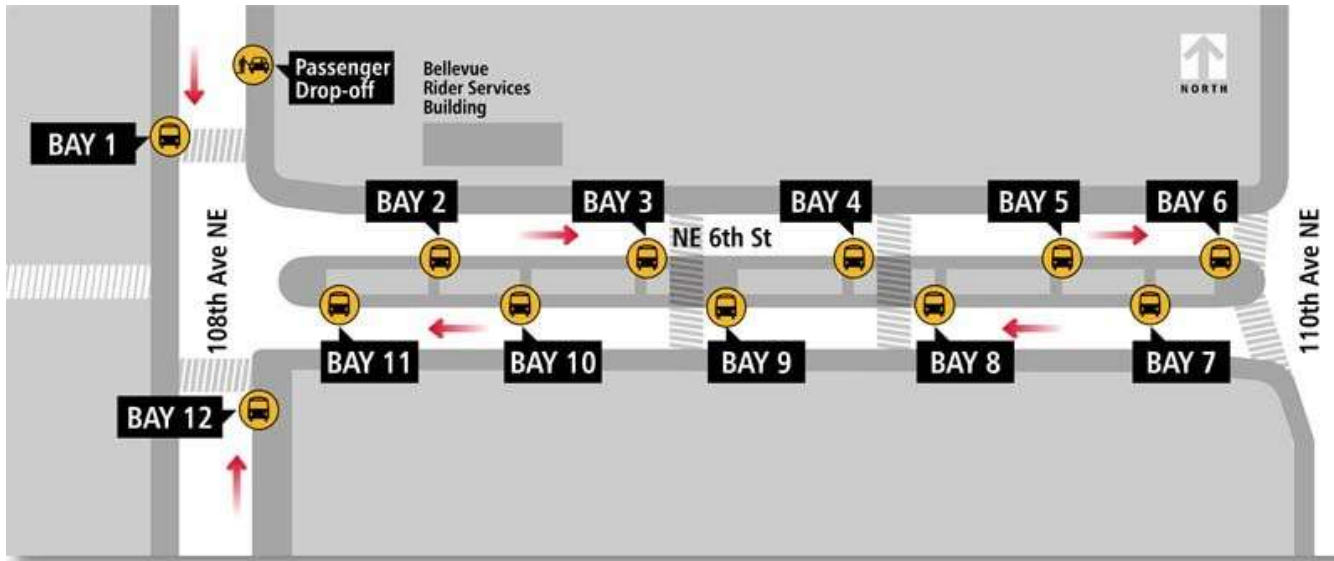 Passenger
Drop-off
Bellevue
Rider Services
Building
NORTH
BAY 1
BAY 2
BAY 3
BAY 4
BAY 5
BAY 6
NE 6th St
108th Ave NE
110th Ave NE
BAY 11
BAY 10
BAY 9
BAY 8
BAY 7
BAY 12